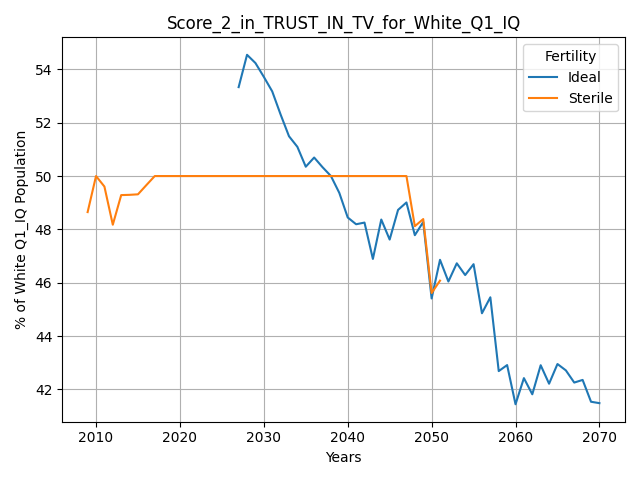 Score_2_in_TRUST_IN_TV_for_White_Q1_IQ
% of White Q1_IQ Population
54
52
50
48
46
44
42
Fertility
Ideal
Sterile
2010 2020 2030 2040 2050 2060 2070
Years